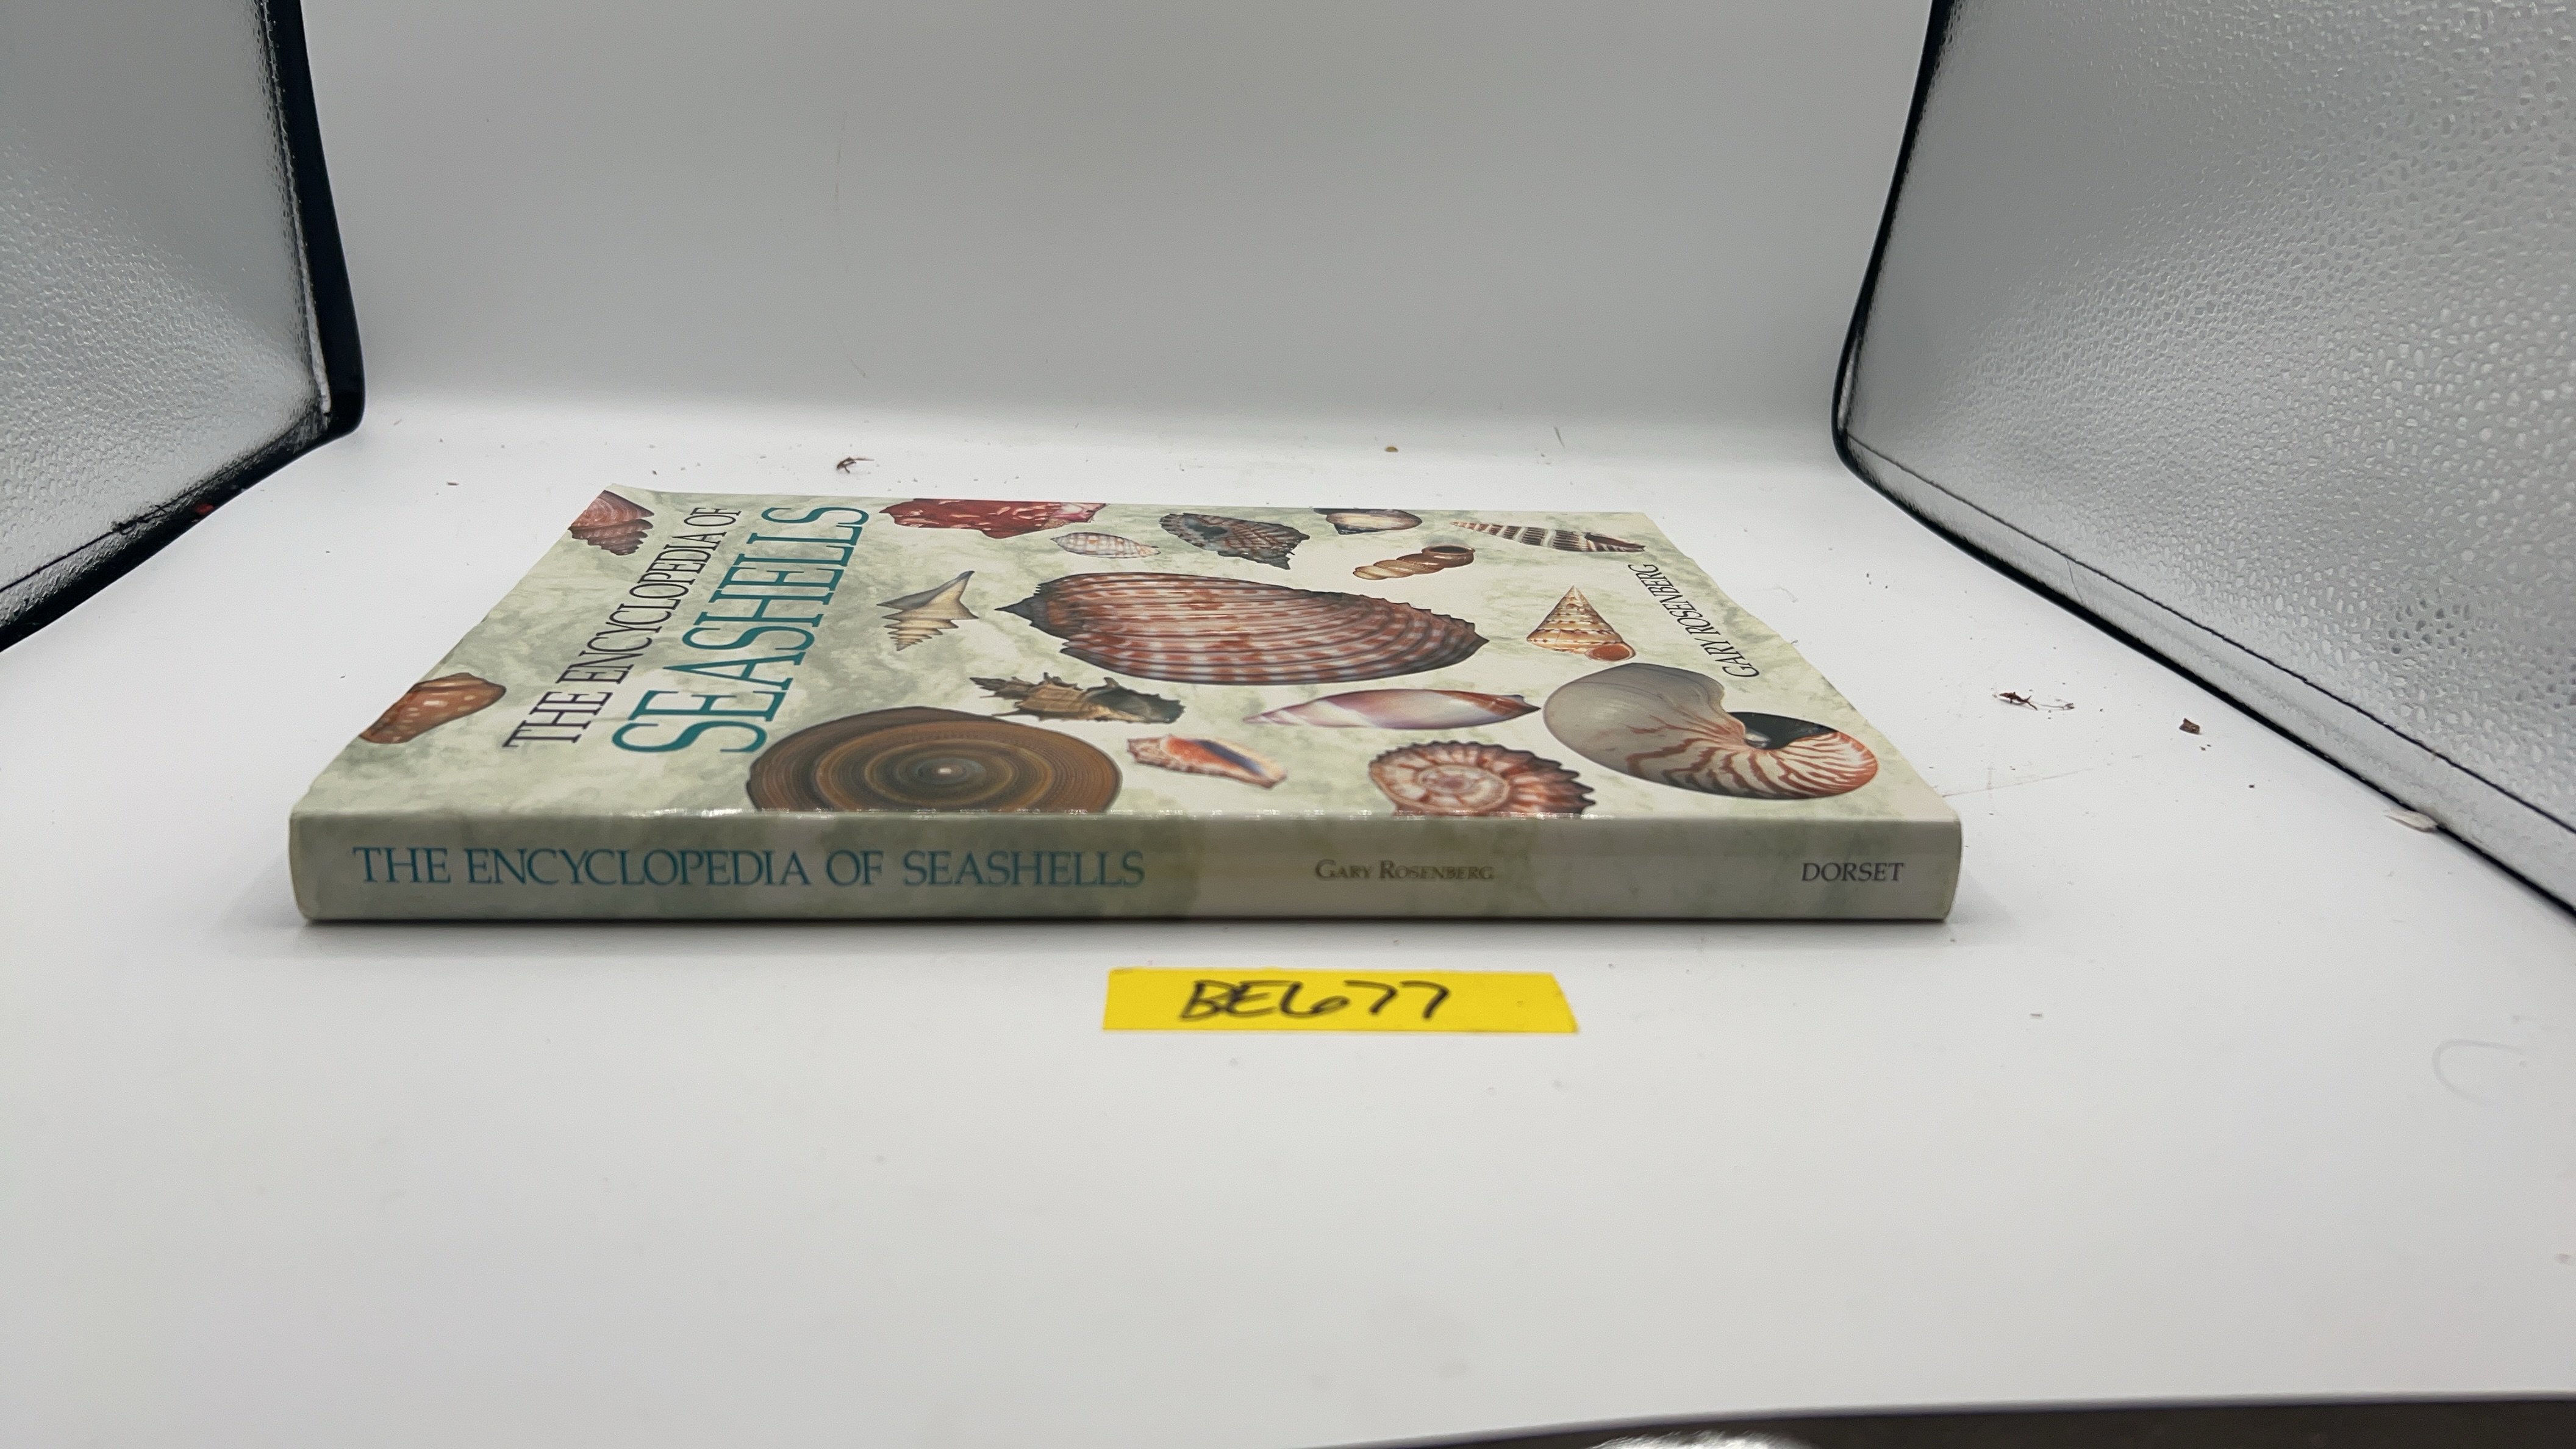 THE ENCYCLOPEDIA OF
SEASHELLS
GARY ROSENBERG
THE ENCYCLOPEDIA OF SEASHELLS GARY ROSENBERG DORSET
BE677